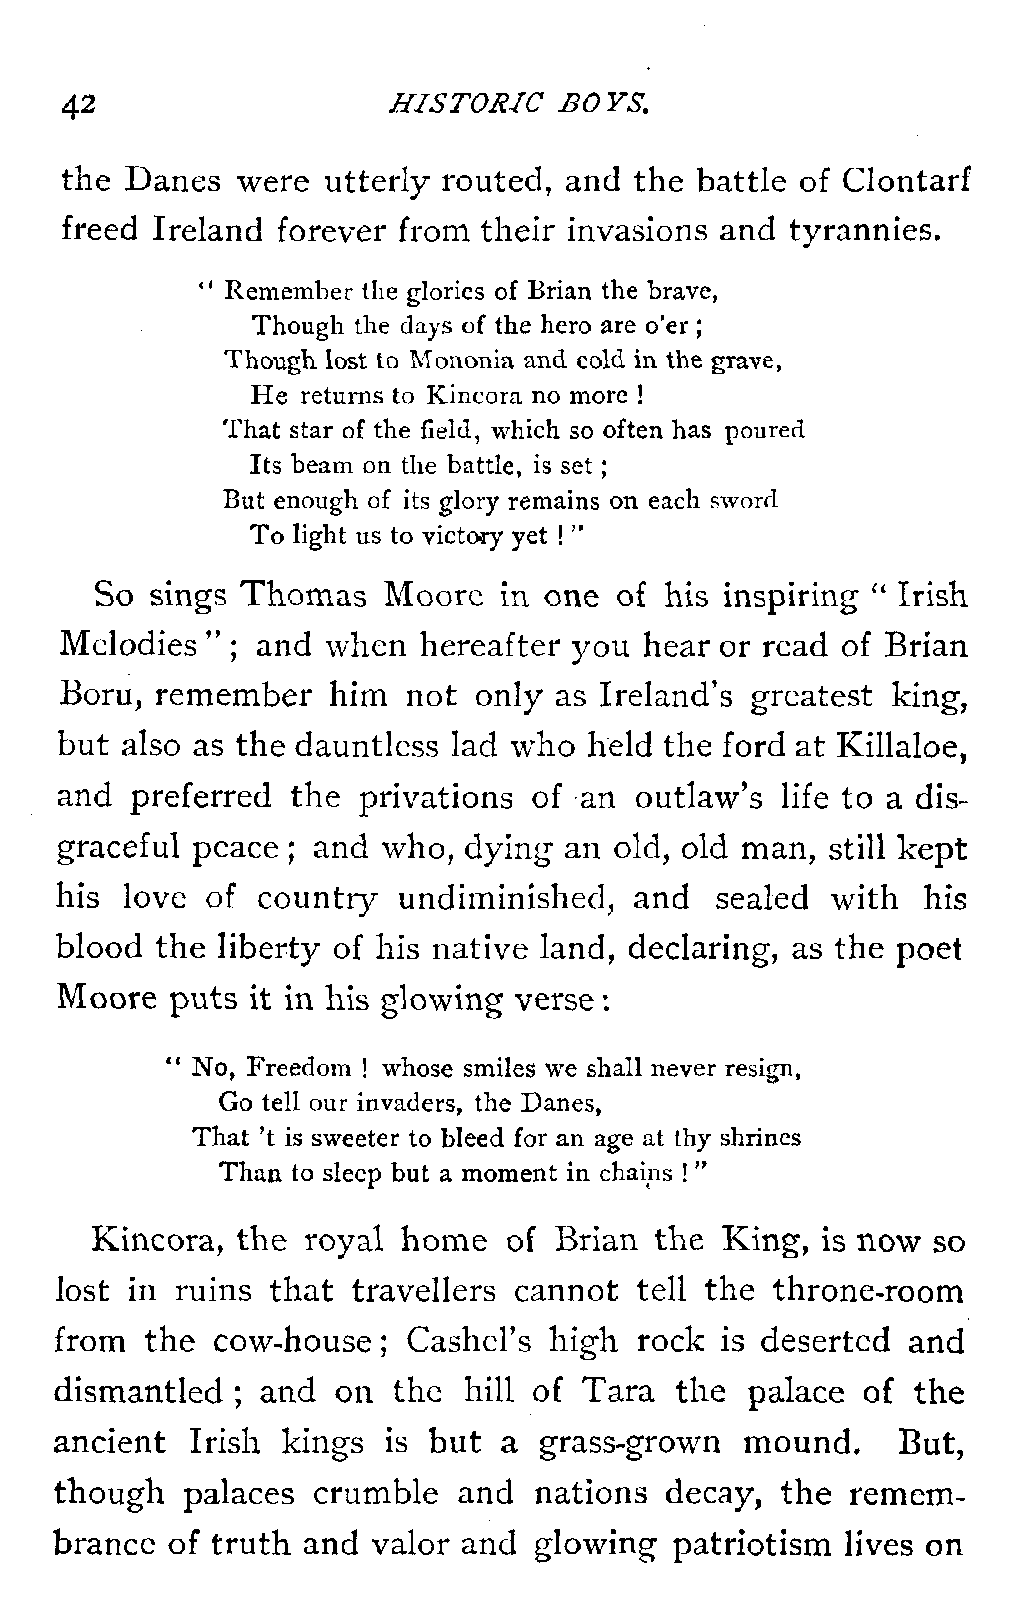 42 HISTORIC BOYS.
the Danes were utterly routed, and the battle of Clontarf
freed Ireland forever from their invasions and tyrannies.
" Remember the glories of Brian the brave,
Though the days of the hero are o'er ;
Though lost to Mononia and cold in the grave,
He returns to Kincora no more !
That star of the field, which so often has poured
Its beam on the battle, is set ;
But enough of its glory remains on each sword
To light us to victory yet ! "
So sings Thomas Moore in one of his inspiring " Irish
Melodies " ; and when hereafter you hear or read of Brian
Boru, remember him not only as Ireland's greatest king,
but also as the dauntless lad who held the ford at Killaloe,
and preferred the privations of an outlaw's life to a dis-
graceful peace ; and who, dying an old, old man, still kept
his love of country undiminished, and sealed with his
blood the liberty of his native land, declaring, as the poet
Moore puts it in his glowing verse :
" No, Freedom ! whose smiles we shall never resign,
Go tell our invaders, the Danes,
That 't is sweeter to bleed for an age at thy shrines
Than to sleep but a moment in chains ! "
Kincora, the royal home of Brian the King, is now so
lost in ruins that travellers cannot tell the throne-room
from the cow-house ; Cashel's high rock is deserted and
dismantled ; and on the hill of Tara the palace of the
ancient Irish kings is but a grass-grown mound. But,
though palaces crumble and nations decay, the remem-
brance of truth and valor and glowing patriotism lives on